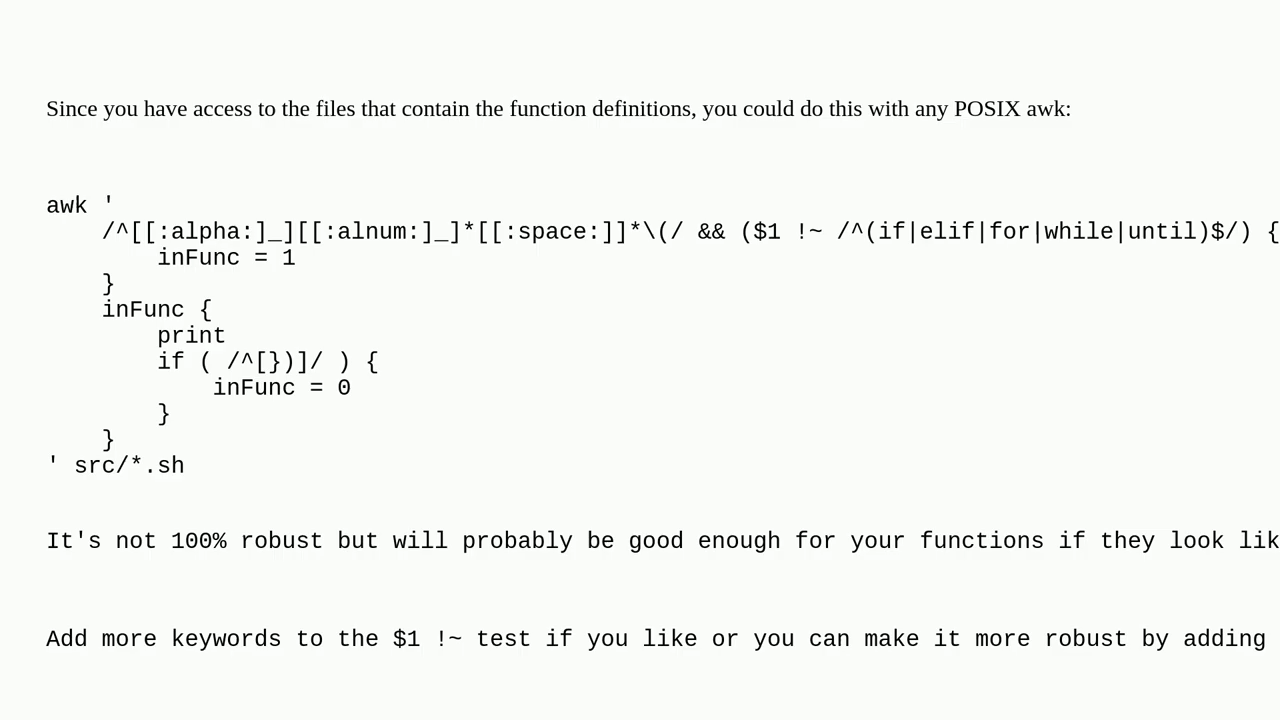 Since you have access to the files that contain the function definitions, you could do this with any POSIX awk:
awk '
    /^[[:alpha:]_][[:alnum:]_]*[[:space:]]*\(/ && ($1 !~ /^(if|elif|for|while|until)$/) {
        inFunc = 1
    }
    inFunc {
        print
        if ( /^[})]/ ) {
            inFunc = 0
        }
    }
' src/*.sh
It's not 100% robust but will probably be good enough for your functions if they look
Add more keywords to the $1 !~ test if you like or you can make it more robust by adding